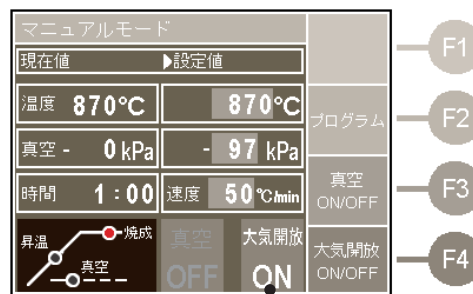 マニュアルモード
現在値 ▶設定値
温度 870℃ 870℃
真空 - 0 kPa - 97 kPa
時間 1:00 速度 50 ℃/min
昇温 焼成
真空
真空 OFF
大気開放 ON
プログラム
真空 ON/OFF
大気開放 ON/OFF
F1
F2
F3
F4